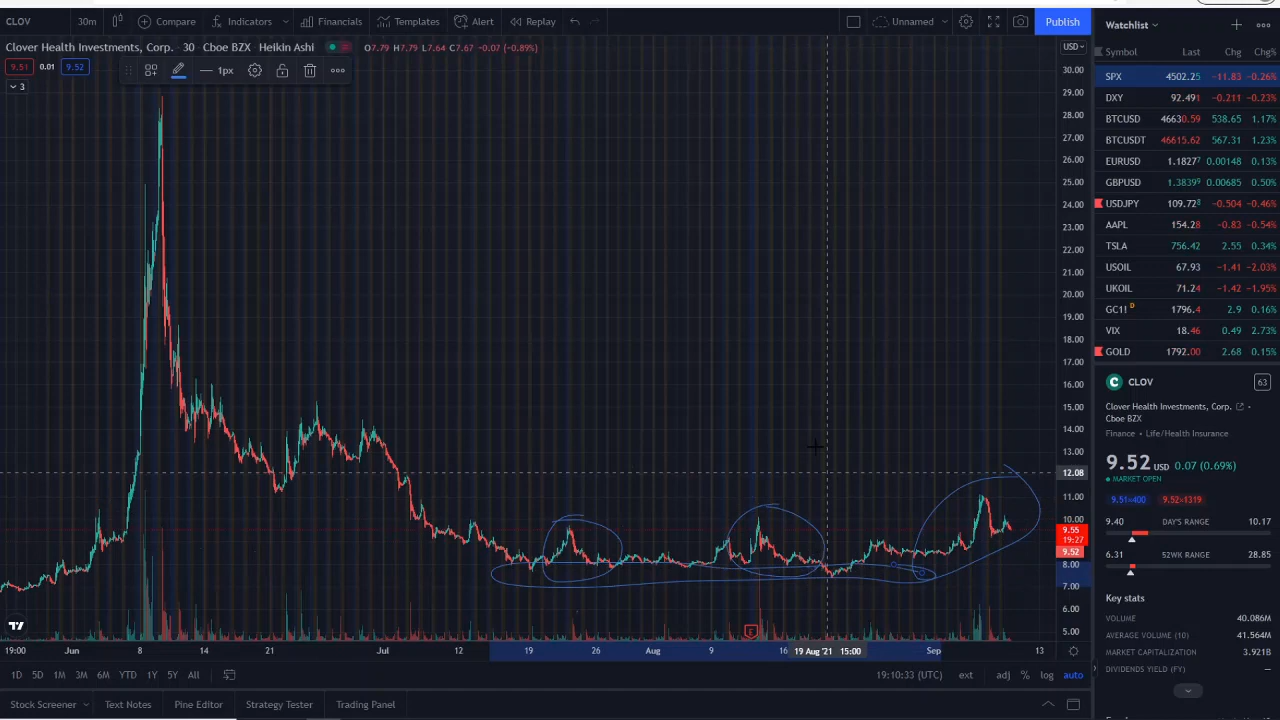 CLOV 30m Compare Indicators Financials Templates Alert Replay Unnamed Publish
Clover Health Investments, Corp. · 30 · Cboe BZX Heikin Ashi O7.79 H7.79 L7.64 C7.67 -0.07 (-0.89%)
9.51 0.01 9.52
1px
3
USD
30.00
29.00
28.00
27.00
26.00
25.00
24.00
23.00
22.00
21.00
20.00
19.00
18.00
17.00
16.00
15.00
14.00
13.00
12.08
11.00
10.00
9.55
19:27
9.52
8.00
7.00
6.00
5.00
E
19:00 Jun 8 14 21 Jul 12 19 26 Aug 9 16 19 Aug '21 15:00 Sep 13
1D 5D 1M 3M 6M YTD 1Y 5Y All 19:10:33 (UTC) ext adj % log auto
Stock Screener Text Notes Pine Editor Strategy Tester Trading Panel
Watchlist
Symbol Last Chg Chg%
SPX 4502.25 -11.83 -0.26%
DXY 92.491 -0.211 -0.23%
BTCUSD 46630.59 538.65 1.17%
BTCUSDT 46615.62 567.31 1.23%
EURUSD 1.18277 0.00148 0.13%
GBPUSD 1.38399 0.00685 0.50%
USDJPY 109.728 -0.504 -0.46%
AAPL 154.28 -0.83 -0.54%
TSLA 756.42 2.55 0.34%
USOIL 67.93 -1.41 -2.03%
UKOIL 71.24 -1.42 -1.95%
GC1! D 1796.4 2.9 0.16%
VIX 18.46 0.49 2.73%
GOLD 1792.00 2.68 0.15%
C CLOV 63
Clover Health Investments, Corp. ·
Cboe BZX
Finance · Life/Health Insurance
9.52 USD 0.07 (0.69%)
MARKET OPEN
9.51×400 9.52×1319
9.40 DAY'S RANGE 10.17
6.31 52WK RANGE 28.85
Key stats
VOLUME 40.086M
AVERAGE VOLUME (10) 41.564M
MARKET CAPITALIZATION 3.921B
DIVIDENDS YIELD (FY) —